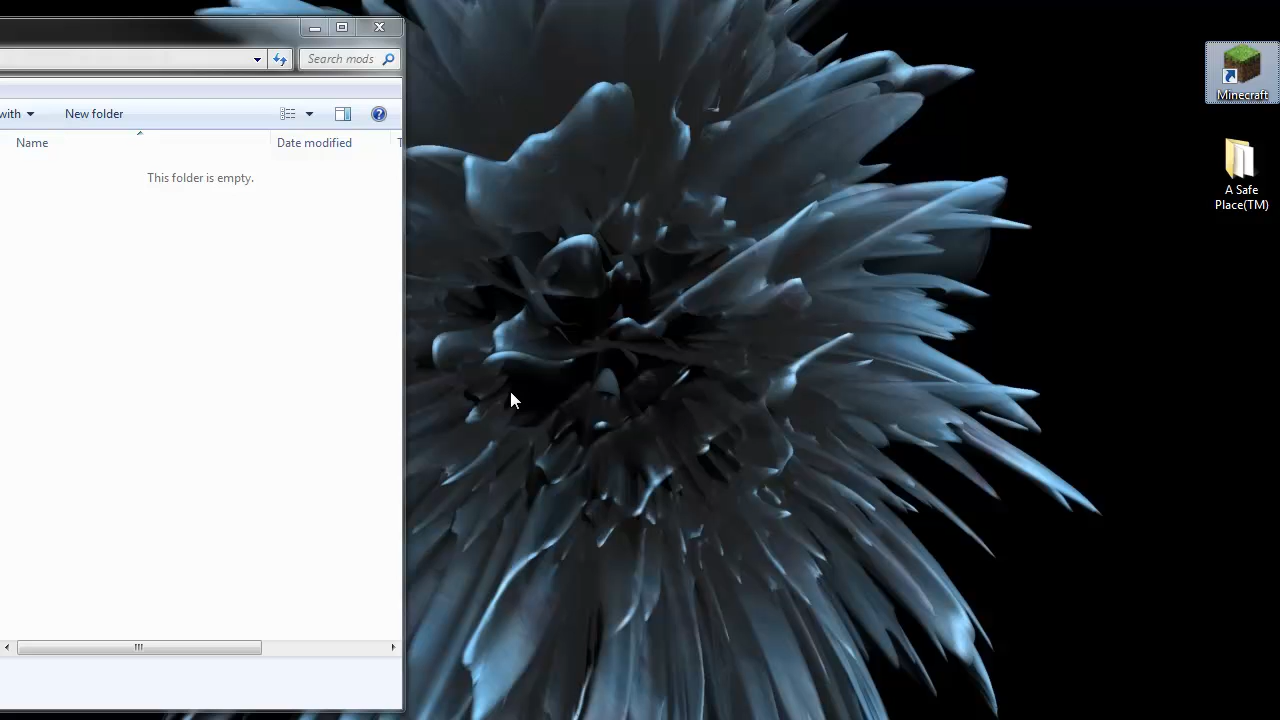 Search mods
with
New folder
Name
Date modified
This folder is empty.
Minecraft
A Safe
Place(TM)